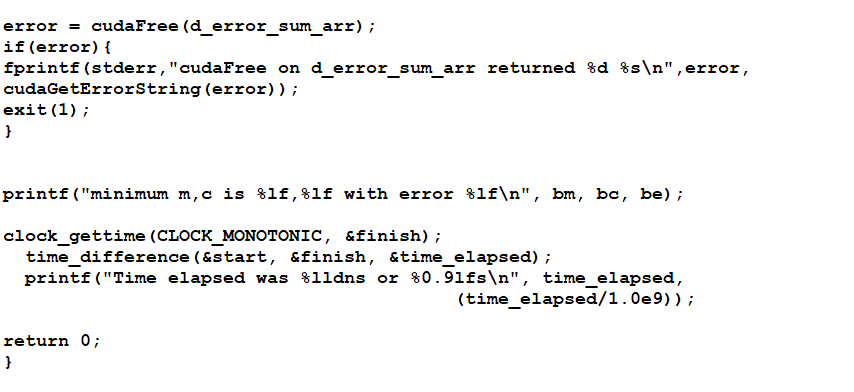 error = cudaFree(d_error_sum_arr);
if(error){
fprintf(stderr,"cudaFree on d_error_sum_arr returned %d %s\n",error,
cudaGetErrorString(error));
exit(1);
}
printf("minimum m,c is %lf,%lf with error %lf\n", bm, bc, be);
clock_gettime(CLOCK_MONOTONIC, &finish);
time_difference(&start, &finish, &time_elapsed);
printf("Time elapsed was %lldns or %0.9lfs\n", time_elapsed,
(time_elapsed/1.0e9));
return 0;
}